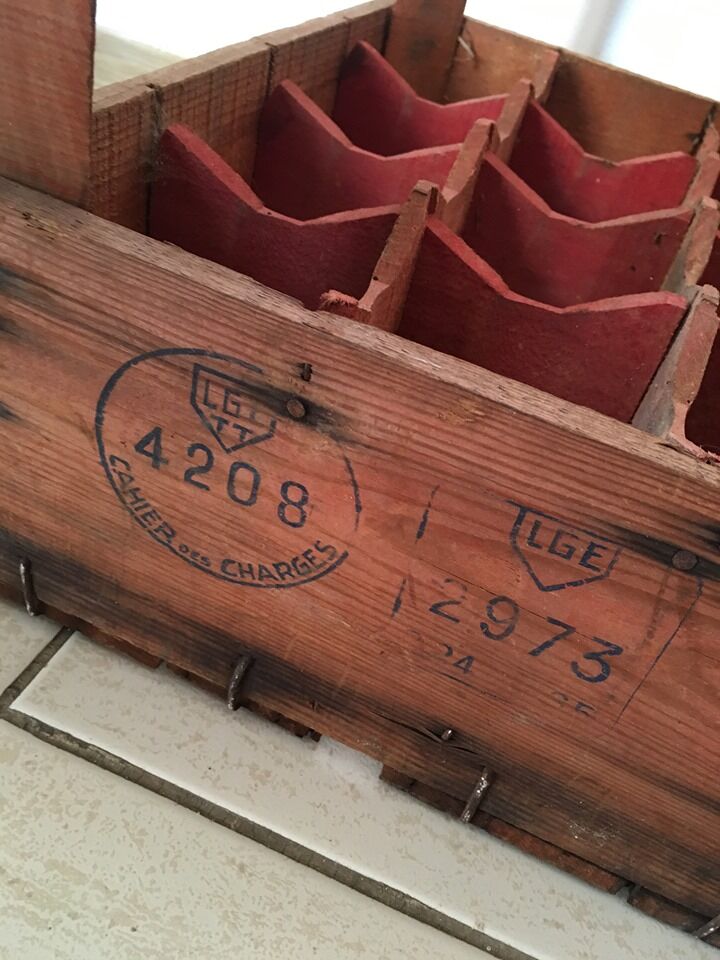 LGE
TT
4208
CAHIER DES CHARGES
LGE
2973